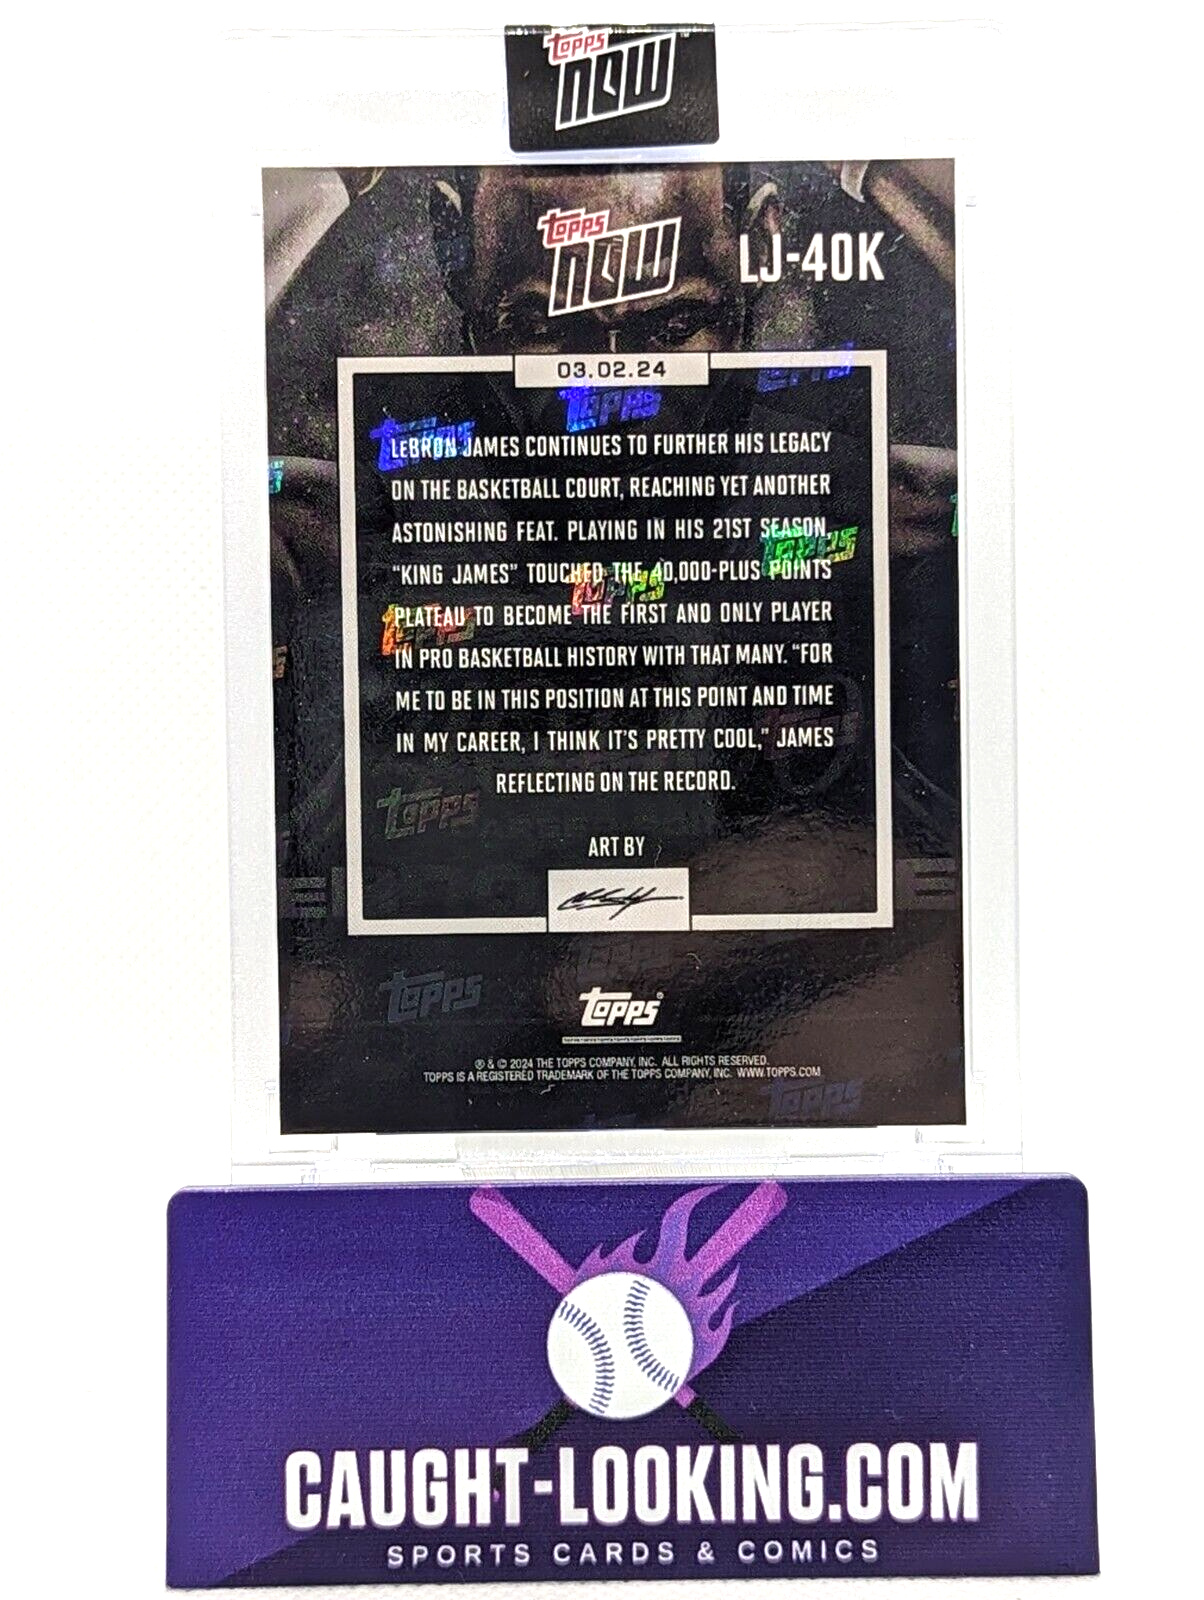 TOPPS
NOW
TOPPS
NOW
LJ-40K
03.02.24
LEBRON JAMES CONTINUES TO FURTHER HIS LEGACY
ON THE BASKETBALL COURT, REACHING YET ANOTHER
ASTONISHING FEAT. PLAYING IN HIS 21ST SEASON,
"KING JAMES" TOUCHED THE 40,000-PLUS POINTS
PLATEAU TO BECOME THE FIRST AND ONLY PLAYER
IN PRO BASKETBALL HISTORY WITH THAT MANY. "FOR
ME TO BE IN THIS POSITION AT THIS POINT AND TIME
IN MY CAREER, I THINK IT'S PRETTY COOL," JAMES
REFLECTING ON THE RECORD.
ART BY
TOPPS®
® & © 2024 THE TOPPS COMPANY, INC. ALL RIGHTS RESERVED.
TOPPS IS A REGISTERED TRADEMARK OF THE TOPPS COMPANY, INC. WWW.TOPPS.COM
CAUGHT-LOOKING.COM
SPORTS CARDS & COMICS